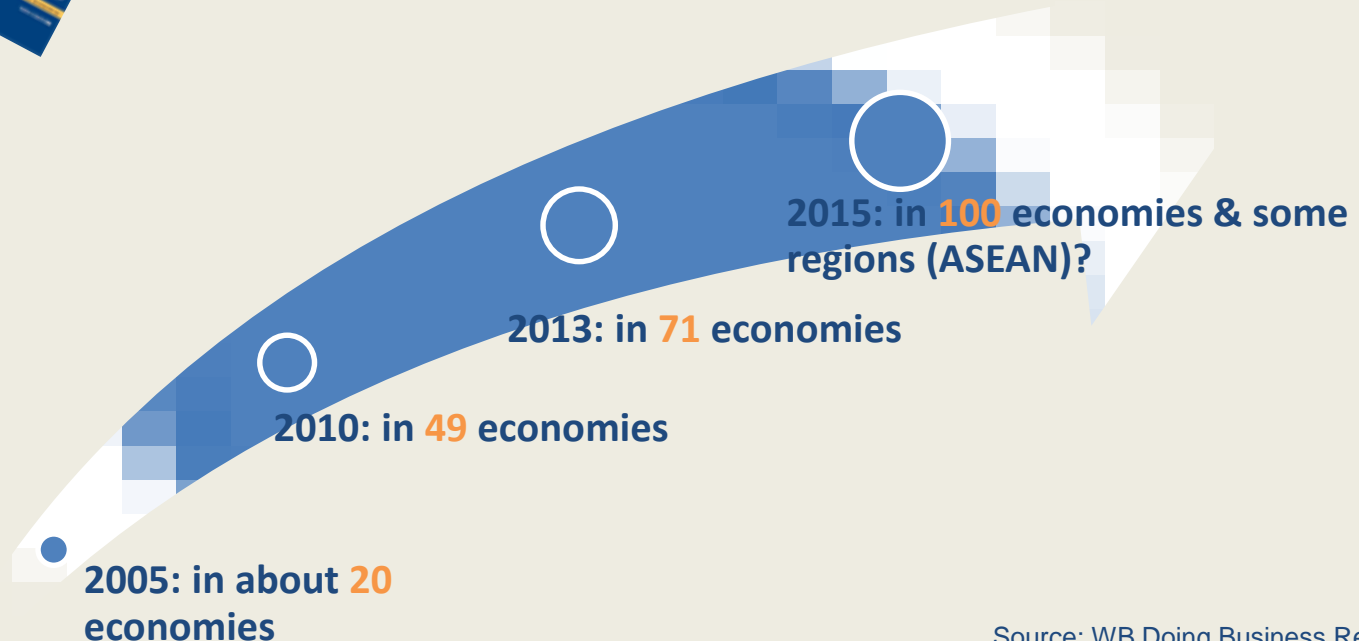 2015: in 100 economies & some
regions (ASEAN)?
2013: in 71 economies
2010: in 49 economies
2005: in about 20
economies
Source: WB Doing Business Re